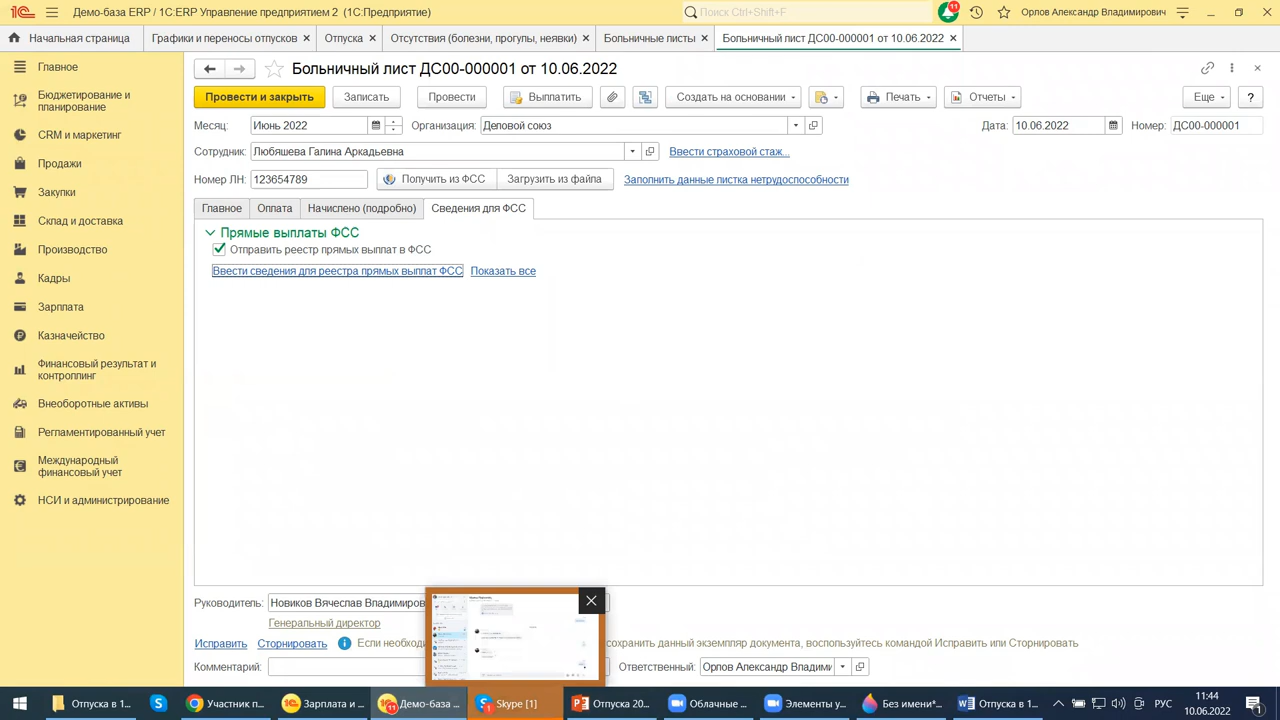 Демо-база ERP / 1С:ERP Управление предприятием 2 (1С:Предприятие)
Поиск Ctrl+Shift+F
11
Орлов Александр Владимирович
Начальная страница
Графики и переносы отпусков
Отпуска
Отсутствия (болезни, прогулы, неявки)
Больничные листы
Больничный лист ДС00-000001 от 10.06.2022
Главное
Бюджетирование и
планирование
CRM и маркетинг
Продажи
Закупки
Склад и доставка
Производство
Кадры
Зарплата
Казначейство
Финансовый результат и
контроллинг
Внеоборотные активы
Регламентированный учет
Международный
финансовый учет
НСИ и администрирование
Больничный лист ДС00-000001 от 10.06.2022
Провести и закрыть
Записать
Провести
Выплатить
Создать на основании
Печать
Отчеты
Еще
?
Месяц: Июнь 2022
Организация: Деловой союз
Дата: 10.06.2022
Номер: ДС00-000001
Сотрудник: Любяшева Галина Аркадьевна
Ввести страховой стаж...
Номер ЛН: 123654789
Получить из ФСС
Загрузить из файла
Заполнить данные листка нетрудоспособности
Главное
Оплата
Начислено (подробно)
Сведения для ФСС
Прямые выплаты ФСС
Отправить реестр прямых выплат в ФСС
Ввести сведения для реестра прямых выплат ФСС
Показать все
Руководитель: Новиков Вячеслав Владимиров
Генеральный директор
Исправить
Сторнировать
Если необходи
сохранить данный экземпляр документа, воспользуйтесь командой Исправить или Сторнировать
Комментарий:
Ответственный: Орлов Александр Владими
Отпуска в 1...
Участник п...
Зарплата и ...
Демо-база ...
11
Skype [1]
Отпуска 20...
Облачные ...
Элементы у...
Без имени* ...
Отпуска в 1...
РУС
11:44
10.06.2022